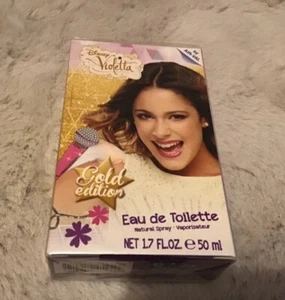 Disney
Violetta
Gold
edition
Eau de Toilette
Natural Spray · Vaporisateur
NET 1.7 FL.OZ ℮ 50 ml